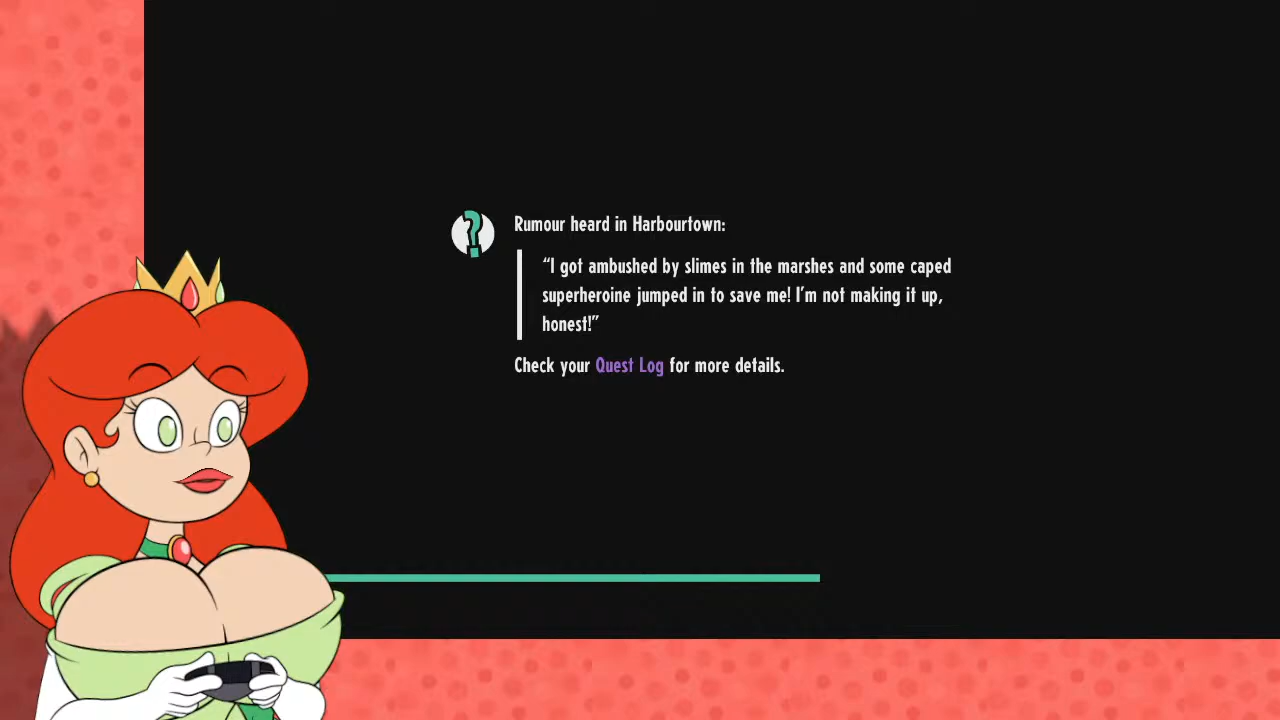 Rumour heard in Harbourtown:
“I got ambushed by slimes in the marshes and some caped
superheroine jumped in to save me! I’m not making it up,
honest!”
Check your Quest Log for more details.